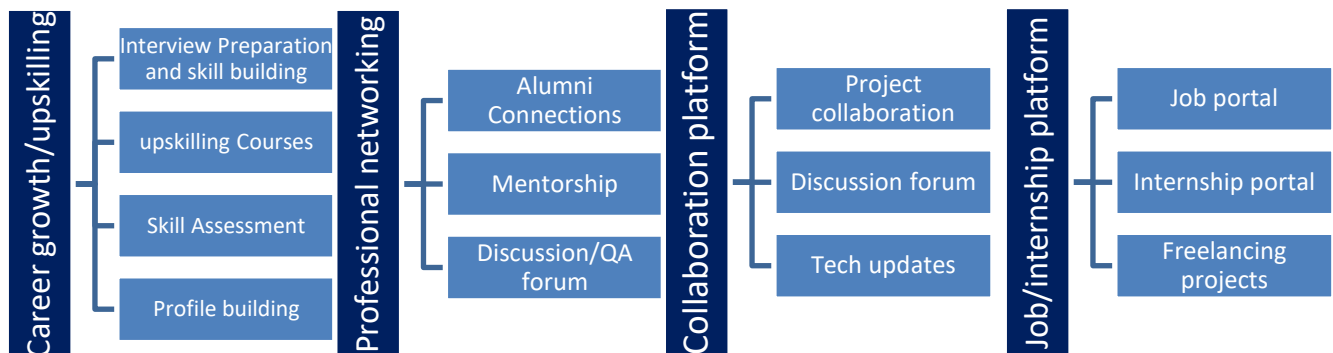 Career growth/upskilling
Interview Preparation
and skill building
upskilling Courses
Skill Assessment
Profile building
Professional networking
Alumni
Connections
Mentorship
Discussion/QA
forum
Collaboration platform
Project
collaboration
Discussion forum
Tech updates
Job/internship platform
Job portal
Internship portal
Freelancing
projects